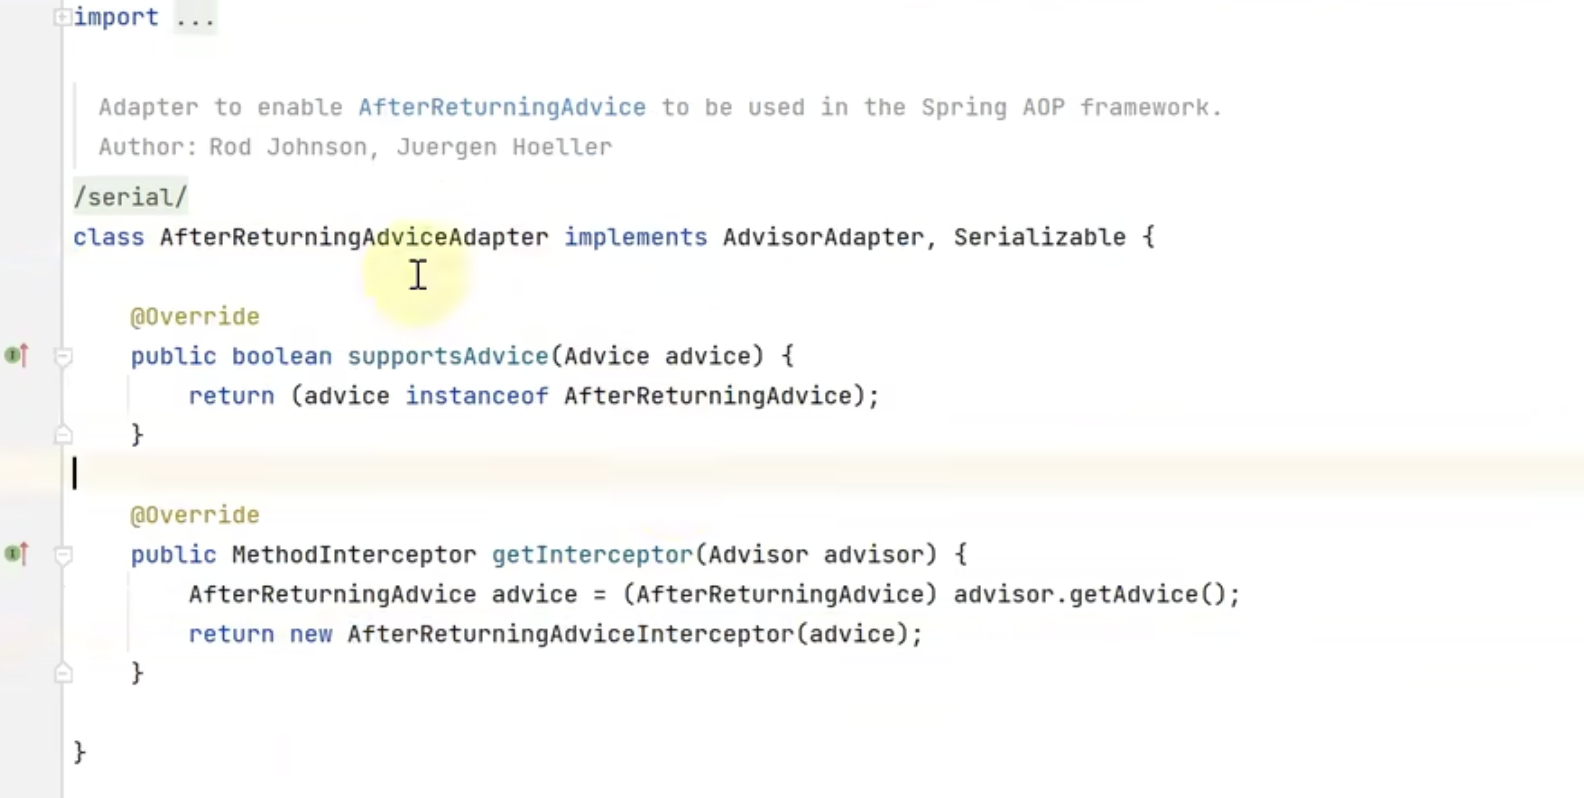 import ...
Adapter to enable AfterReturningAdvice to be used in the Spring AOP framework.
Author: Rod Johnson, Juergen Hoeller
/serial/
class AfterReturningAdviceAdapter implements AdvisorAdapter, Serializable {
@Override
public boolean supportsAdvice(Advice advice) {
return (advice instanceof AfterReturningAdvice);
}
@Override
public MethodInterceptor getInterceptor(Advisor advisor) {
AfterReturningAdvice advice = (AfterReturningAdvice) advisor.getAdvice();
return new AfterReturningAdviceInterceptor(advice);
}
}